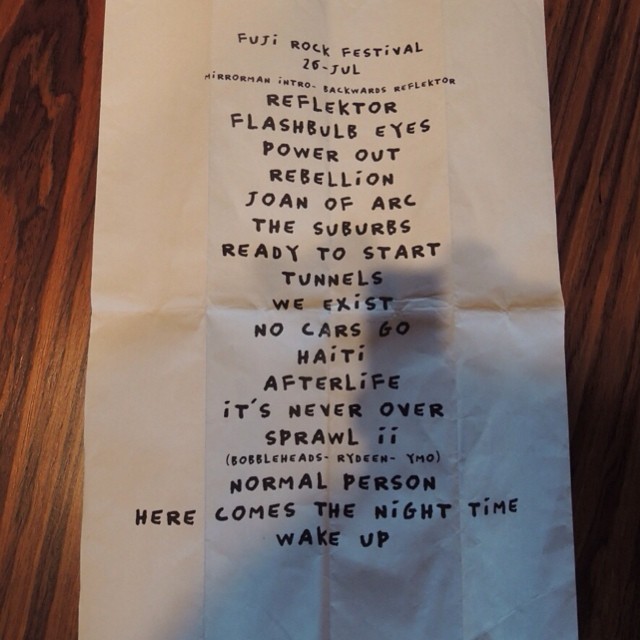 FUJi ROCK FESTiVAL
26-JUL
MiRRORMAN iNTRO- BACKWARDS REFLEKTOR
REFLEKTOR
FLASHBULB EYES
POWER OUT
REBELLiON
JOAN OF ARC
THE SUBURBS
READY TO START
TUNNELS
WE EXiST
NO CARS GO
HAiTi
AFTERLiFE
iT'S NEVER OVER
SPRAWL ii
(BOBBLEHEADS- RYDEEN- YMO)
NORMAL PERSON
HERE COMES THE NiGHT TiME
WAKE UP